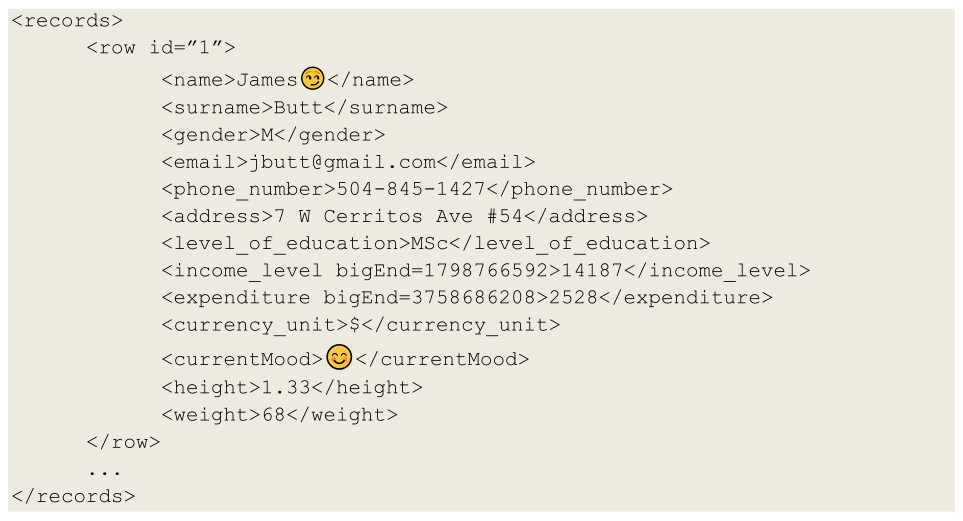 <records>
<row id=”1”>
<name>James😏</name>
<surname>Butt</surname>
<gender>M</gender>
<email>jbutt@gmail.com</email>
<phone_number>504-845-1427</phone_number>
<address>7 W Cerritos Ave #54</address>
<level_of_education>MSc</level_of_education>
<income_level bigEnd=1798766592>14187</income_level>
<expenditure bigEnd=3758686208>2528</expenditure>
<currency_unit>$</currency_unit>
<currentMood>😊</currentMood>
<height>1.33</height>
<weight>68</weight>
</row>
...
</records>